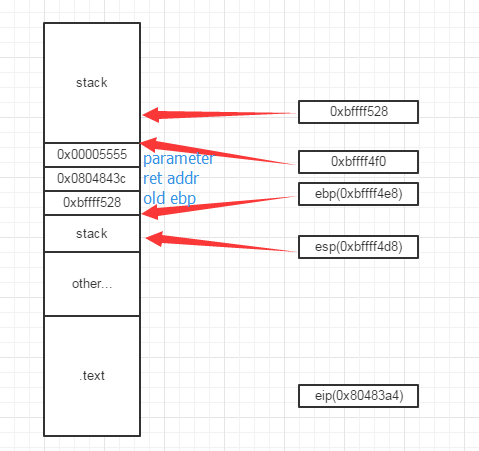 stack
0xbffff528
0x00005555
parameter
0xbffff4f0
0x0804843c
ret addr
0xbffff528
old ebp
ebp(0xbffff4e8)
stack
esp(0xbffff4d8)
other...
.text
eip(0x80483a4)